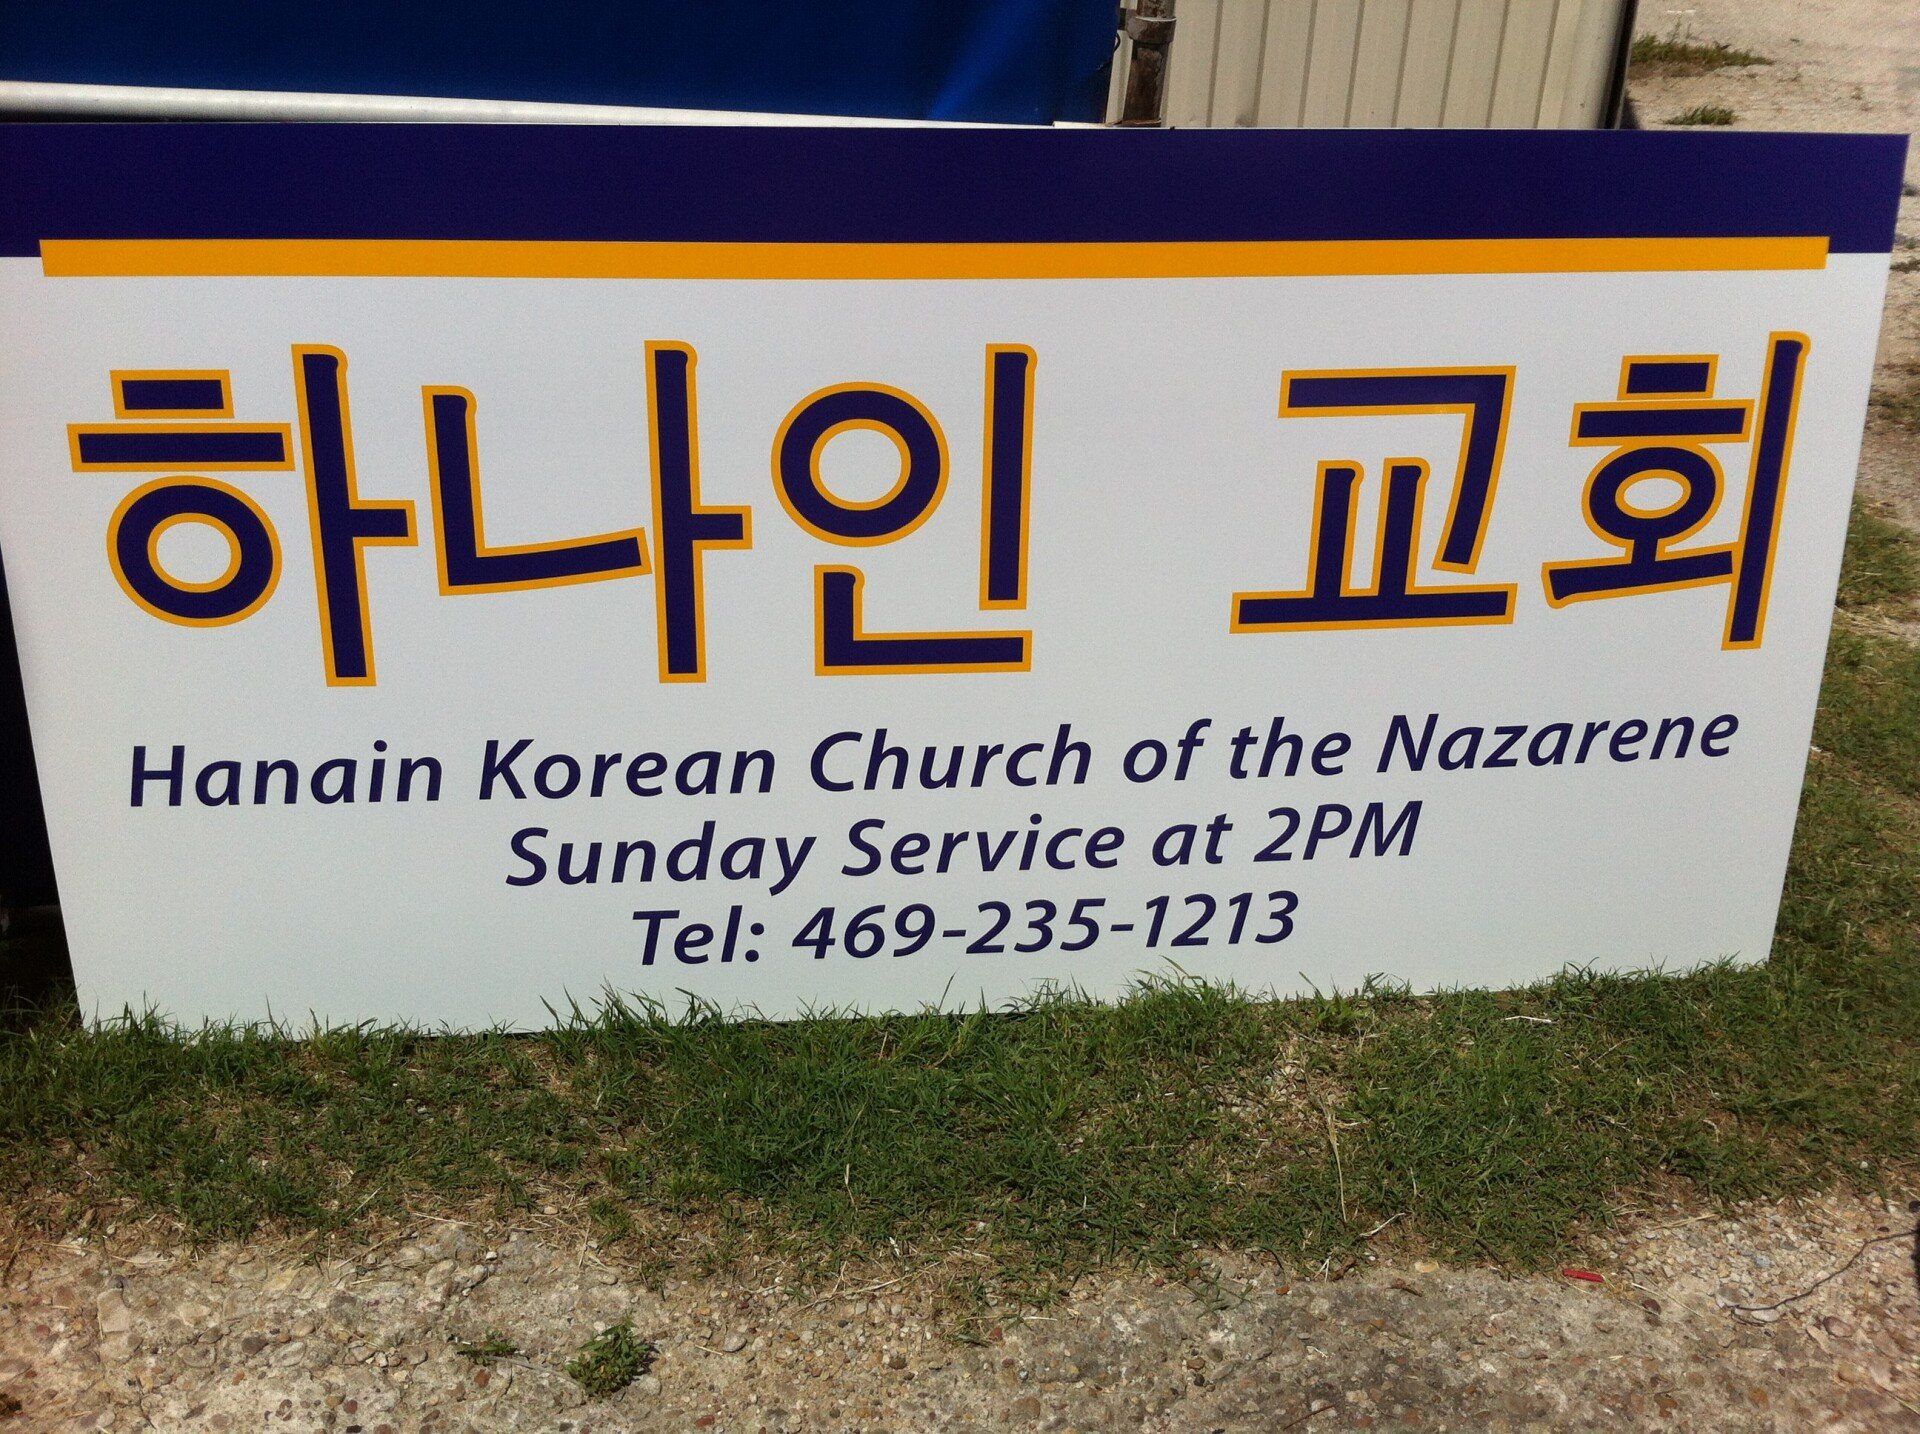 하나인 교회
Hanain Korean Church of the Nazarene
Sunday Service at 2PM
Tel: 469-235-1213